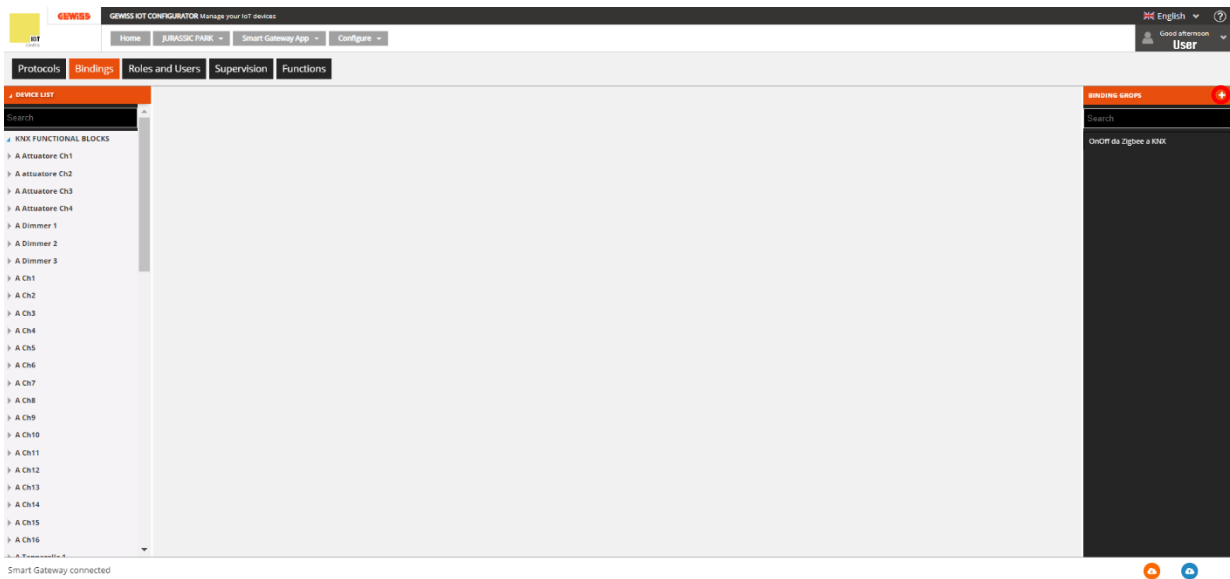 GEWISS GEWISS IOT CONFIGURATOR Manage your IoT devices English
IOT
Home JURASSIC PARK Smart Gateway App Configure Good afternoon
User
Protocols Bindings Roles and Users Supervision Functions
DEVICE LIST
Search
KNX FUNCTIONAL BLOCKS
A Attuatore Ch1
A attuatore Ch2
A Attuatore Ch3
A Attuatore Ch4
A Dimmer 1
A Dimmer 2
A Dimmer 3
A Ch1
A Ch2
A Ch3
A Ch4
A Ch5
A Ch6
A Ch7
A Ch8
A Ch9
A Ch10
A Ch11
A Ch12
A Ch13
A Ch14
A Ch15
A Ch16
BINDING GROPS
Search
OnOff da Zigbee a KNX
Smart Gateway connected